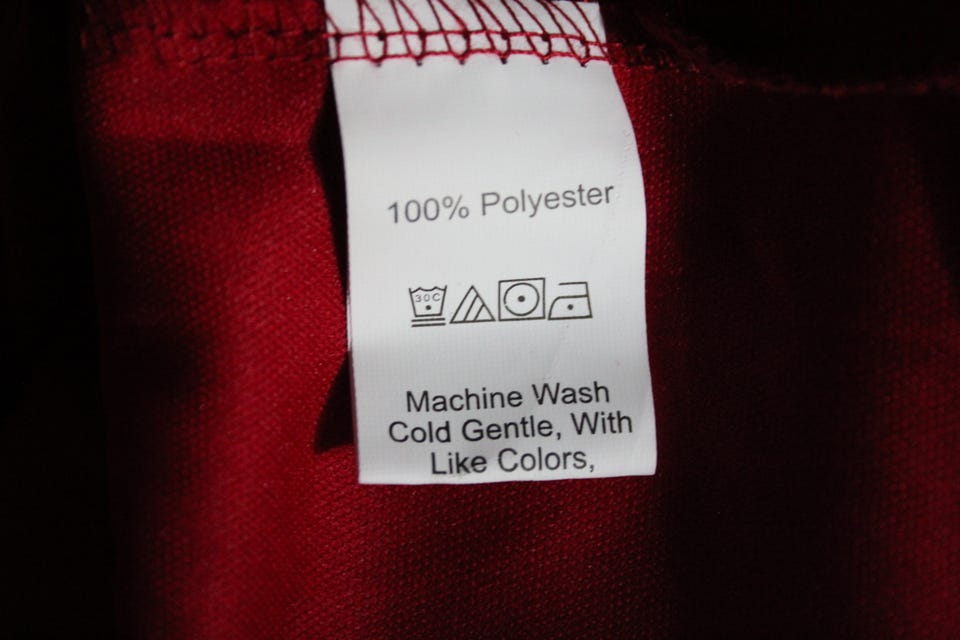 100% Polyester
30C
Machine Wash
Cold Gentle, With
Like Colors,